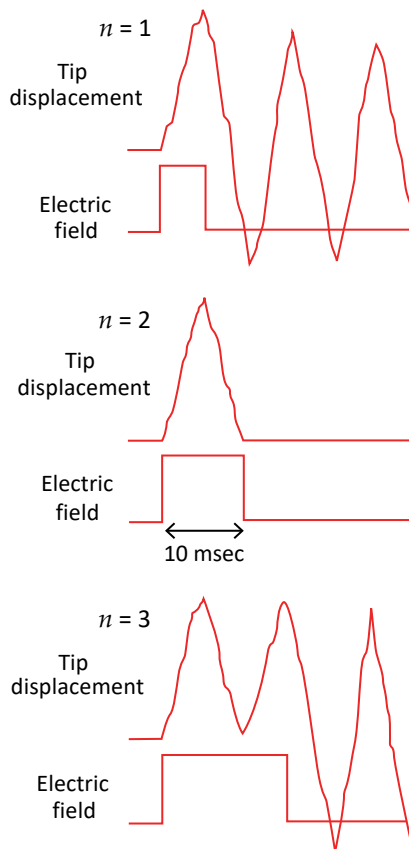 n = 1
Tip
displacement
Electric
field
n = 2
Tip
displacement
Electric
field
10 msec
n = 3
Tip
displacement
Electric
field